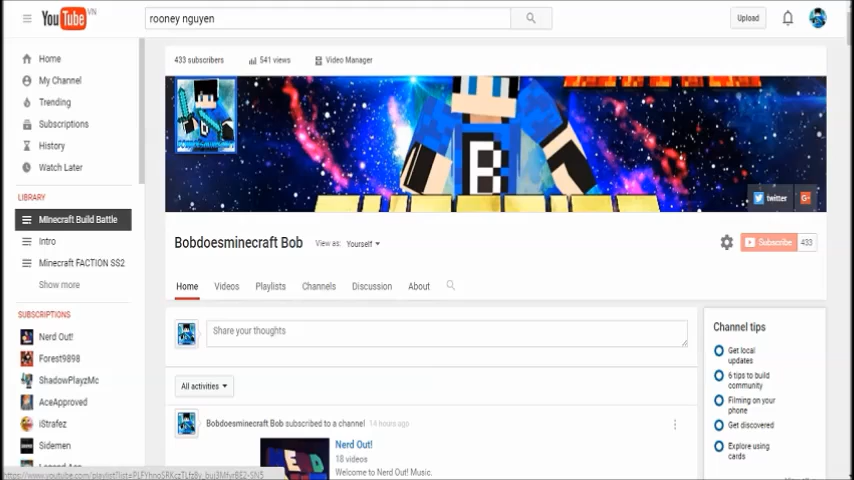 YouTube VN
rooney nguyen
Upload
Home
My Channel
Trending
Subscriptions
History
Watch Later
LIBRARY
MInecraft Build Battle
Intro
Minecraft FACTION SS2
Show more
SUBSCRIPTIONS
Nerd Out!
Forest9898
ShadowPlayzMc
AceApproved
iStrafez
Sidemen
433 subscribers
541 views
Video Manager
B
twitter
G+
Bobdoesminecraft Bob
View as: Yourself
Subscribe 433
Home Videos Playlists Channels Discussion About
Share your thoughts
All activities
Bobdoesminecraft Bob subscribed to a channel 14 hours ago
Nerd Out!
18 videos
Welcome to Nerd Out! Music.
Channel tips
Get local
updates
6 tips to build
community
Filming on your
phone
Get discovered
Explore using
cards